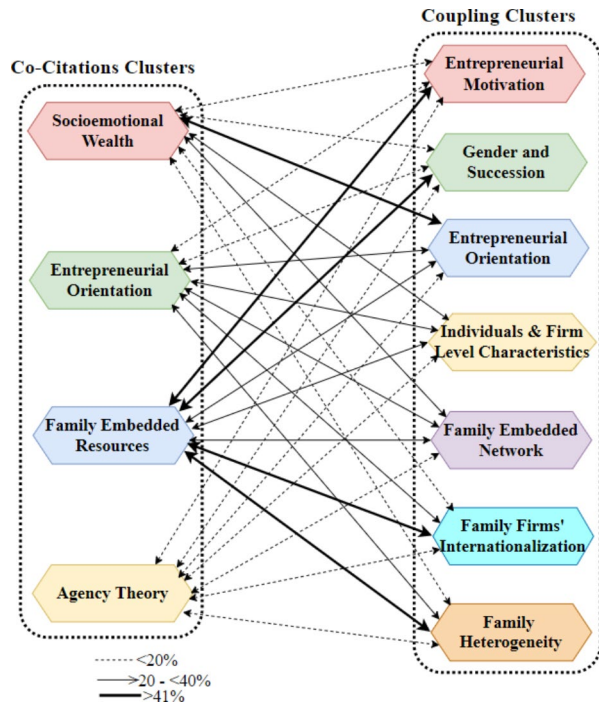 Coupling Clusters
Co-Citations Clusters
Socioemotional
Wealth
Entrepreneurial
Orientation
Family Embedded
Resources
Agency Theory
Entrepreneurial
Motivation
Gender and
Succession
Entrepreneurial
Orientation
Individuals & Firm
Level Characteristics
Family Embedded
Network
Family Firms'
Internationalization
Family
Heterogeneity
<20%
20 - <40%
>41%